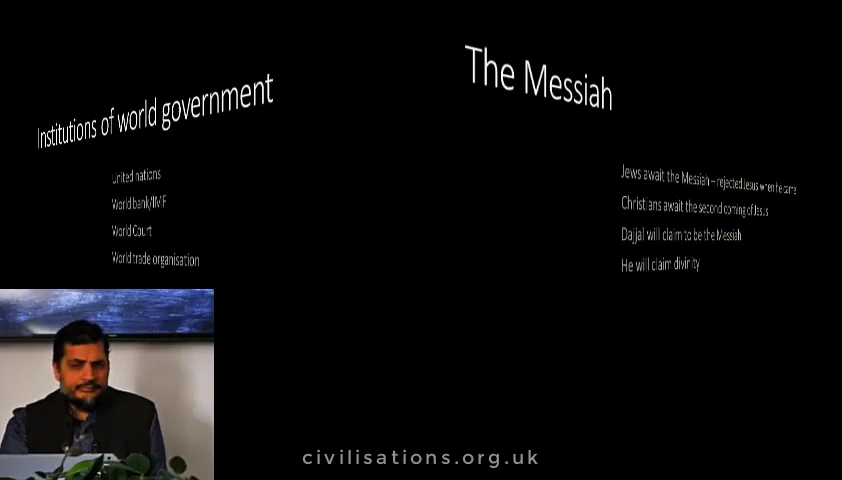 Institutions of world government
United nations
World bank/IMF
World Court
World trade organisation
The Messiah
Jews await the Messiah – rejected Jesus when he came
Christians await the second coming of Jesus
Dajjal will claim to be the Messiah
He will claim divinity
civilisations.org.uk